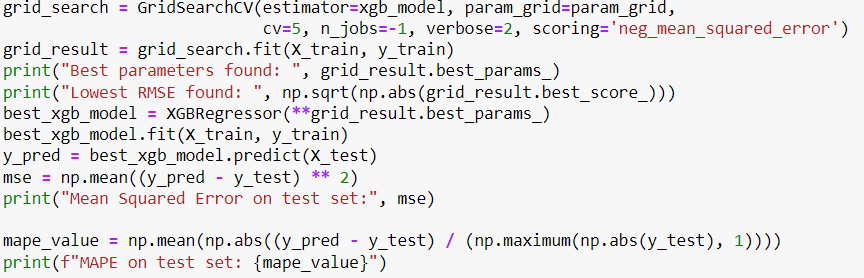 grid_search = GridSearchCV(estimator=xgb_model, param_grid=param_grid,
                           cv=5, n_jobs=-1, verbose=2, scoring='neg_mean_squared_error')
grid_result = grid_search.fit(X_train, y_train)
print("Best parameters found: ", grid_result.best_params_)
print("Lowest RMSE found: ", np.sqrt(np.abs(grid_result.best_score_)))
best_xgb_model = XGBRegressor(**grid_result.best_params_)
best_xgb_model.fit(X_train, y_train)
y_pred = best_xgb_model.predict(X_test)
mse = np.mean((y_pred - y_test) ** 2)
print("Mean Squared Error on test set:", mse)

mape_value = np.mean(np.abs((y_pred - y_test) / (np.maximum(np.abs(y_test), 1))))
print(f"MAPE on test set: {mape_value}")